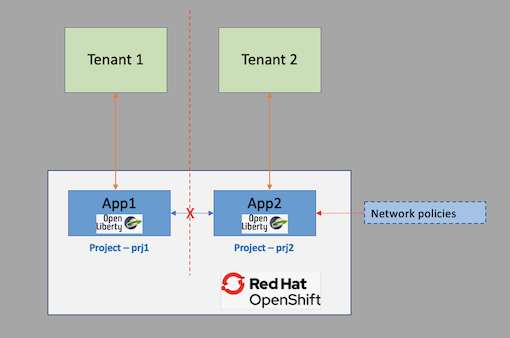 Tenant 1
Tenant 2
App1
Open
Liberty
X
App2
Open
Liberty
Network policies
Project – prj1
Project – prj2
Red Hat
OpenShift